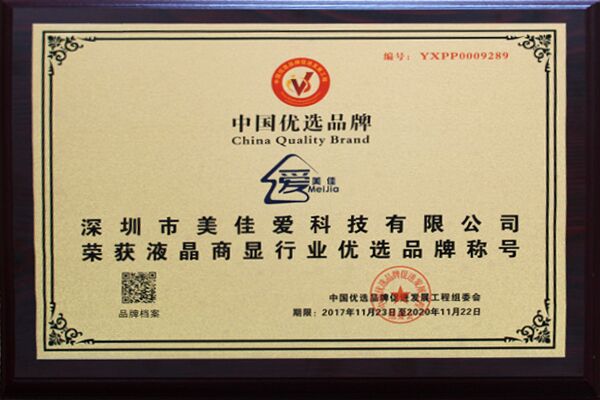 编号：YXPP0009289
中国优选品牌
China Quality Brand
爱
美佳
MeiJia
深圳市美佳爱科技有限公司
荣获液晶商显行业优选品牌称号
品牌档案
中国优选品牌促进发展工程组委会
期限：2017年11月23日至2020年11月22日